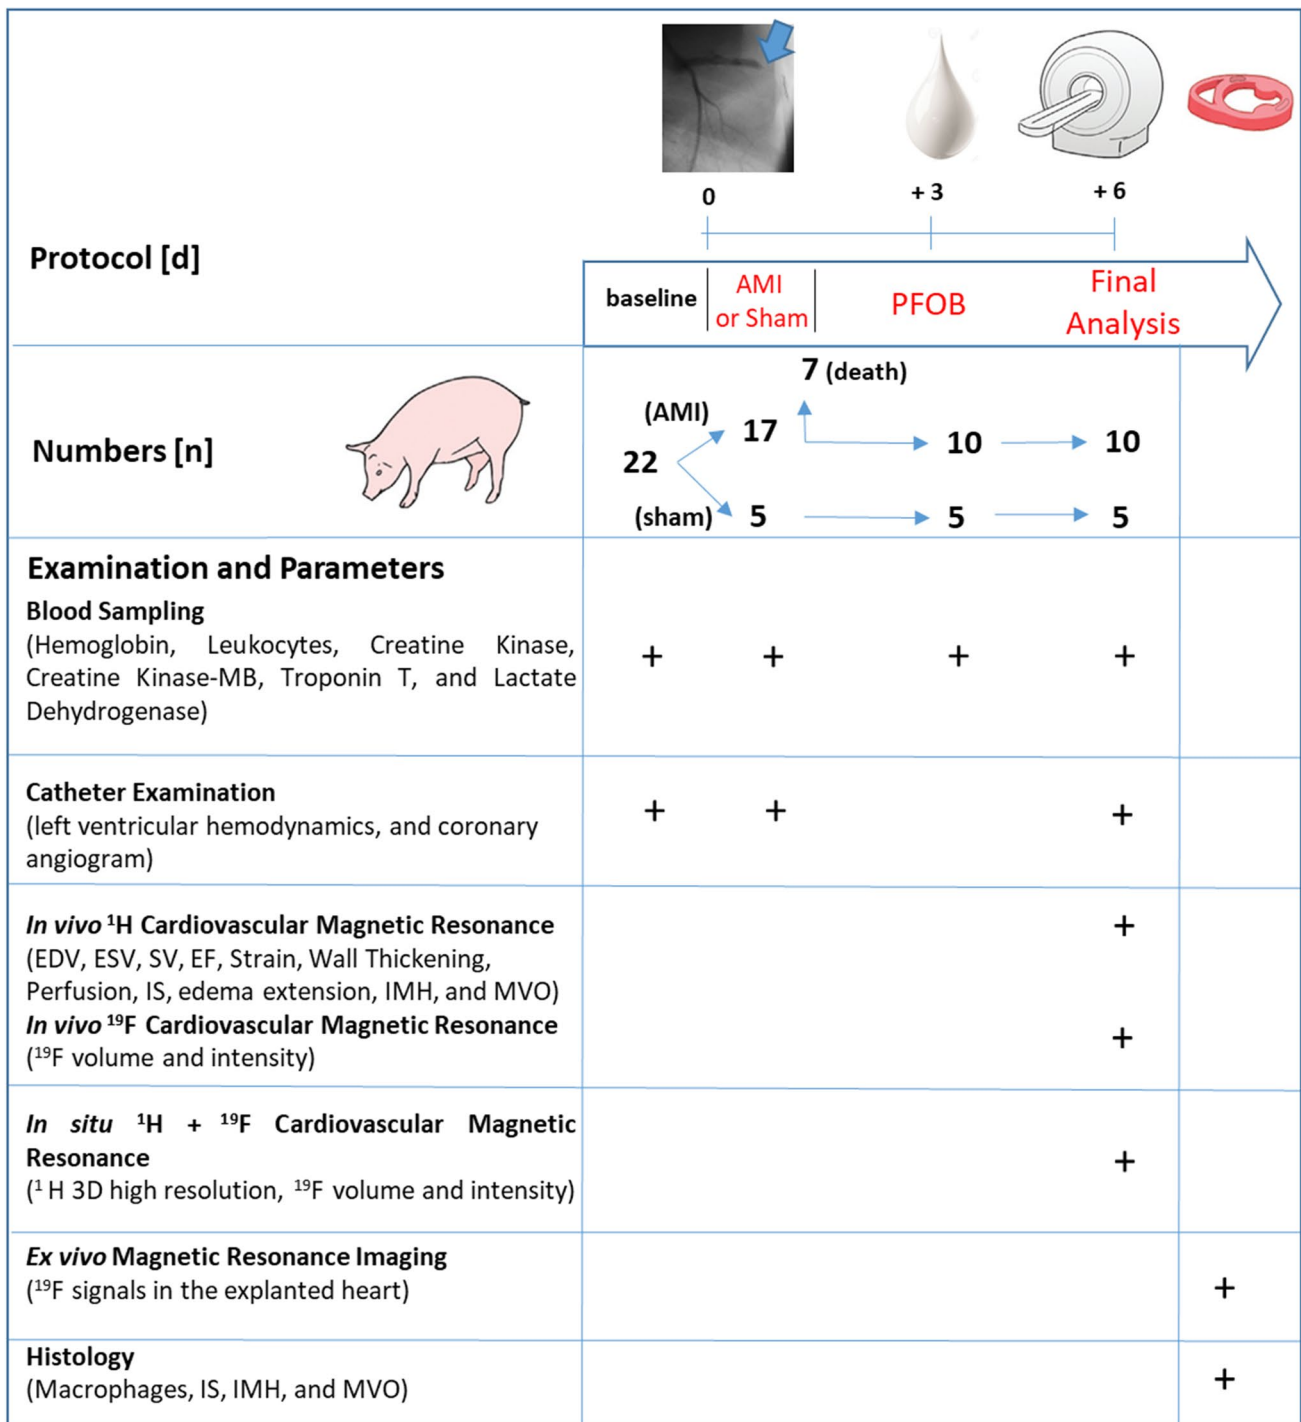 0
+ 3
+ 6
Protocol [d]
baseline
AMI
or Sham
PFOB
Final
Analysis
Numbers [n]
7 (death)
(AMI)
17
22
10
10
(sham)
5
5
5
Examination and Parameters
Blood Sampling
(Hemoglobin, Leukocytes, Creatine Kinase,
Creatine Kinase-MB, Troponin T, and Lactate
Dehydrogenase)
+ + + +
Catheter Examination
(left ventricular hemodynamics, and coronary
angiogram)
+ + +
In vivo ¹H Cardiovascular Magnetic Resonance
+
(EDV, ESV, SV, EF, Strain, Wall Thickening,
Perfusion, IS, edema extension, IMH, and MVO)
In vivo ¹⁹F Cardiovascular Magnetic Resonance
+
(¹⁹F volume and intensity)
In situ ¹H + ¹⁹F Cardiovascular Magnetic
Resonance
+
(¹ H 3D high resolution, ¹⁹F volume and intensity)
Ex vivo Magnetic Resonance Imaging
(¹⁹F signals in the explanted heart)
+
Histology
(Macrophages, IS, IMH, and MVO)
+